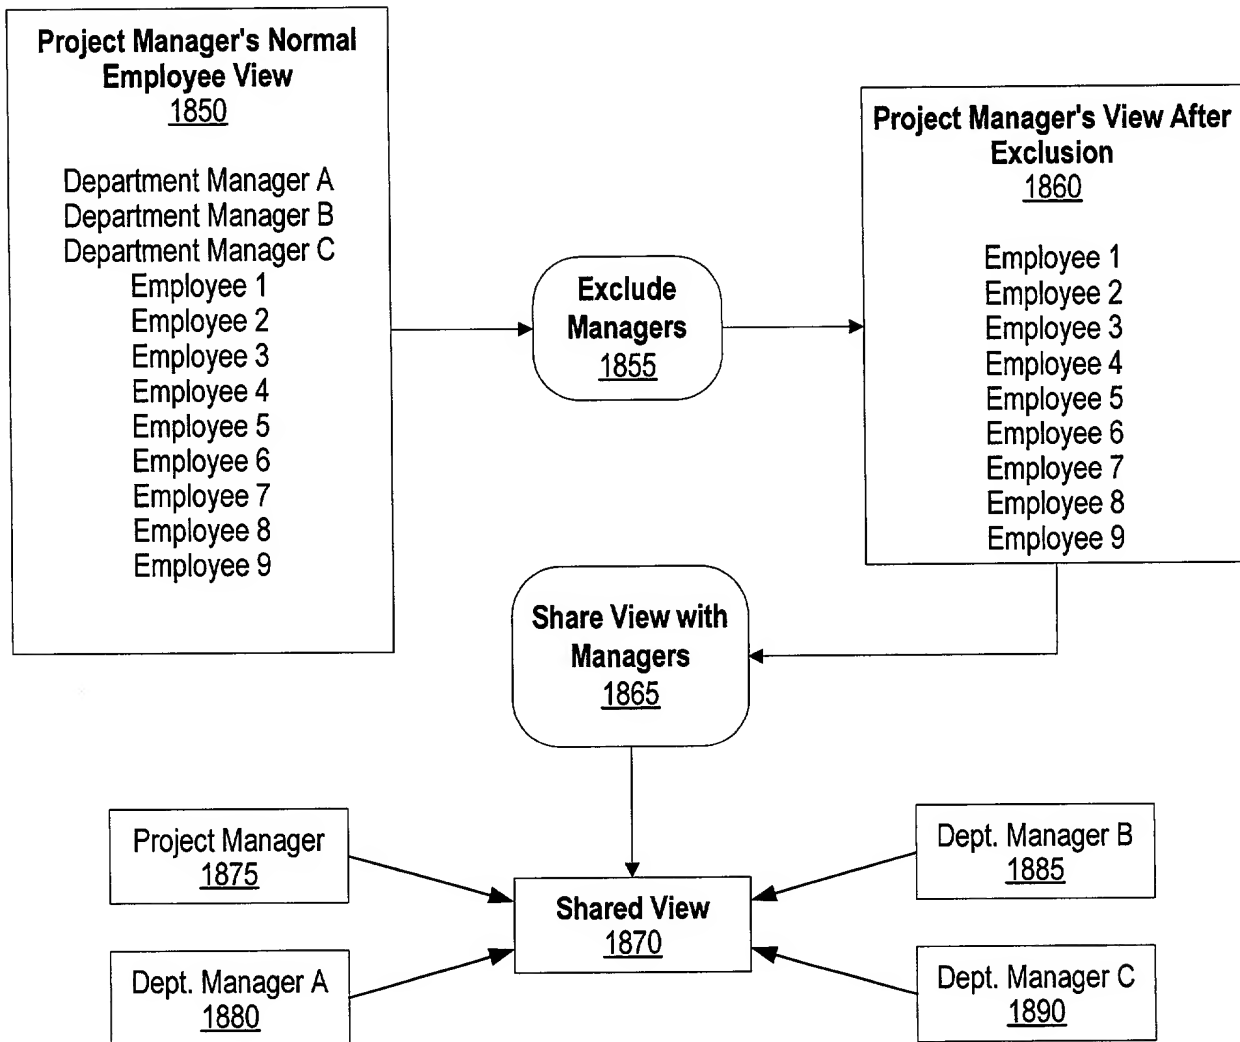 Project Manager's Normal
Employee View
1850
Department Manager A
Department Manager B
Department Manager C
Employee 1
Employee 2
Employee 3
Employee 4
Employee 5
Employee 6
Employee 7
Employee 8
Employee 9
Exclude
Managers
1855
Project Manager's View After
Exclusion
1860
Employee 1
Employee 2
Employee 3
Employee 4
Employee 5
Employee 6
Employee 7
Employee 8
Employee 9
Share View with
Managers
1865
Project Manager
1875
Dept. Manager A
1880
Shared View
1870
Dept. Manager B
1885
Dept. Manager C
1890